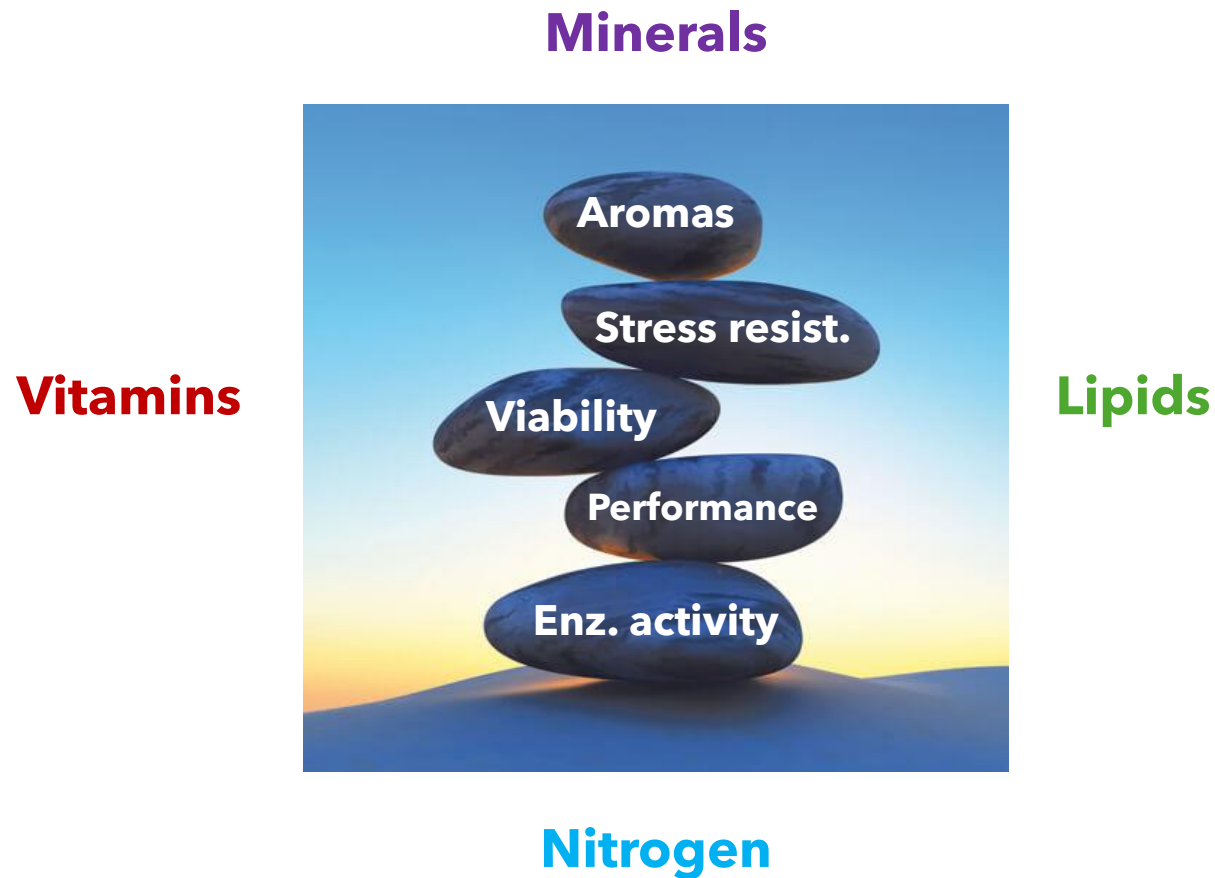 Minerals
Aromas
Stress resist.
Vitamins
Lipids
Viability
Performance
Enz. activity
Nitrogen